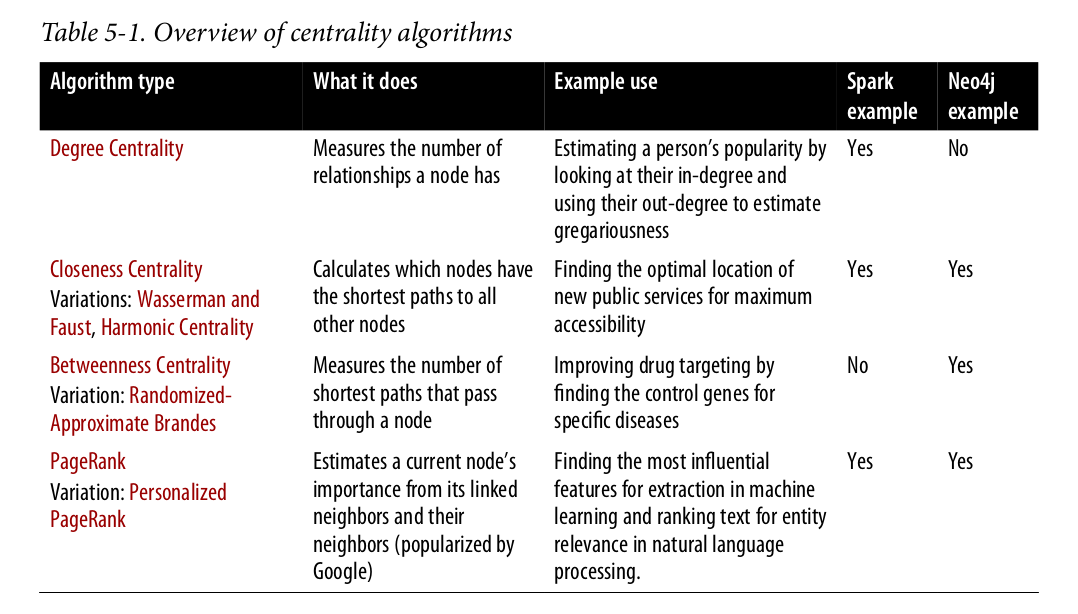 Table 5-1. Overview of centrality algorithms
Algorithm type
What it does
Example use
Spark
example
Neo4j
example
Degree Centrality
Measures the number of
relationships a node has
Estimating a person’s popularity by
looking at their in-degree and
using their out-degree to estimate
gregariousness
Yes
No
Closeness Centrality
Variations: Wasserman and
Faust, Harmonic Centrality
Calculates which nodes have
the shortest paths to all
other nodes
Finding the optimal location of
new public services for maximum
accessibility
Yes
Yes
Betweenness Centrality
Variation: Randomized-
Approximate Brandes
Measures the number of
shortest paths that pass
through a node
Improving drug targeting by
finding the control genes for
specific diseases
No
Yes
PageRank
Variation: Personalized
PageRank
Estimates a current node’s
importance from its linked
neighbors and their
neighbors (popularized by
Google)
Finding the most influential
features for extraction in machine
learning and ranking text for entity
relevance in natural language
processing.
Yes
Yes